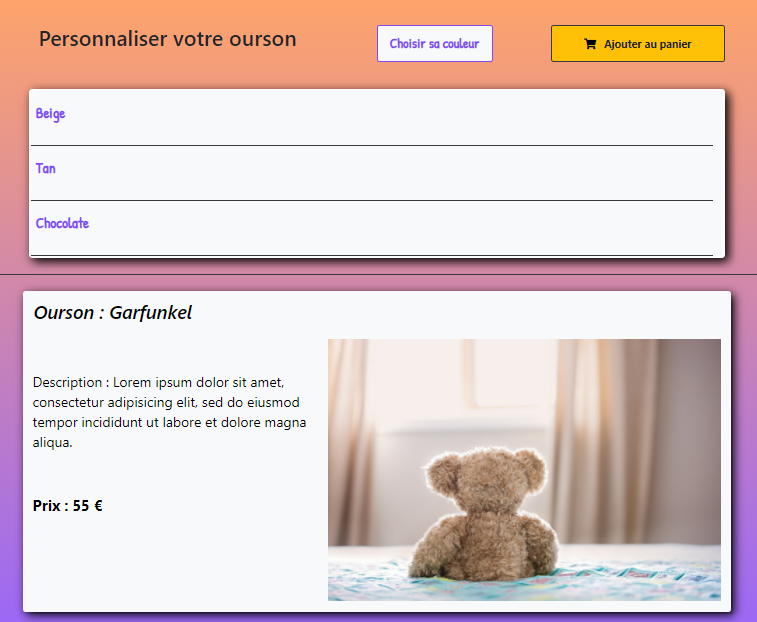 Personnaliser votre ourson
Choisir sa couleur
Ajouter au panier
Beige
Tan
Chocolate
Ourson : Garfunkel
Description : Lorem ipsum dolor sit amet,
consectetur adipisicing elit, sed do eiusmod
tempor incididunt ut labore et dolore magna
aliqua.
Prix : 55 €